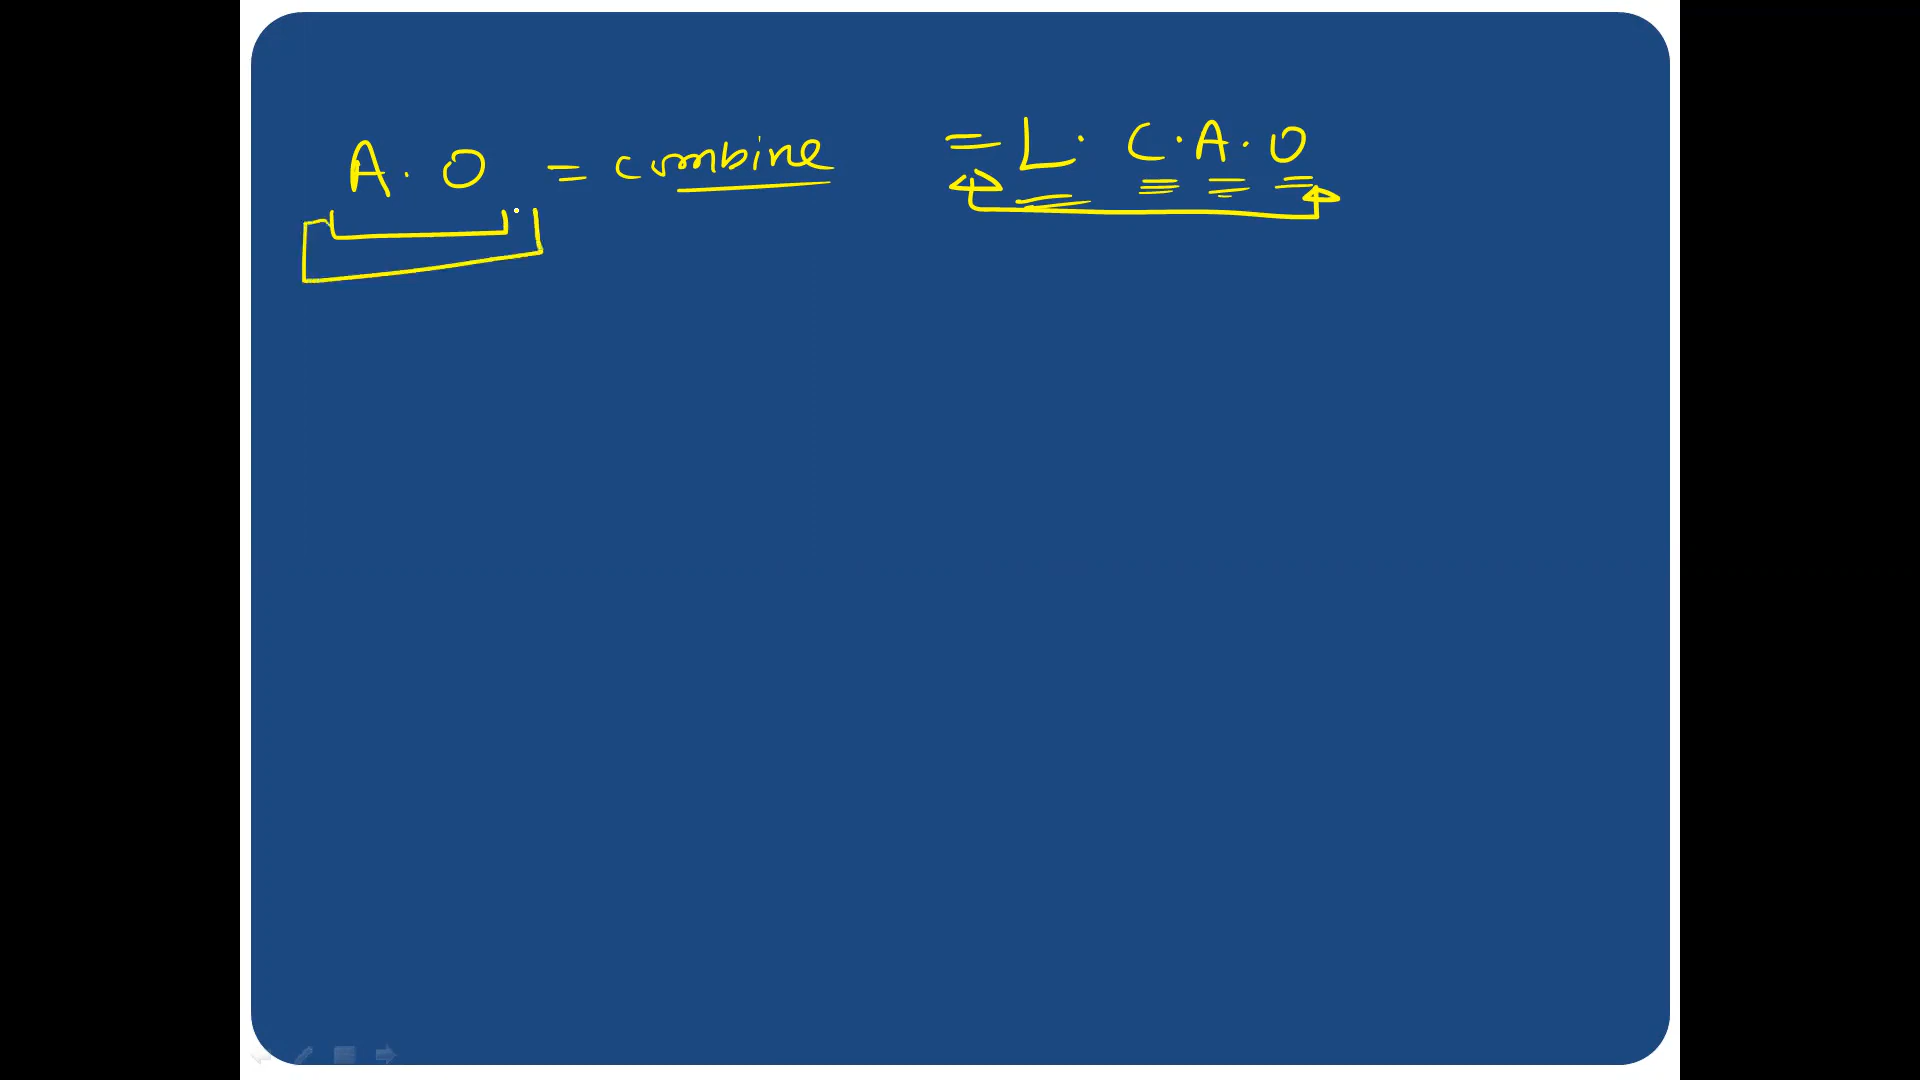 A. O = combine = L. C. A. O